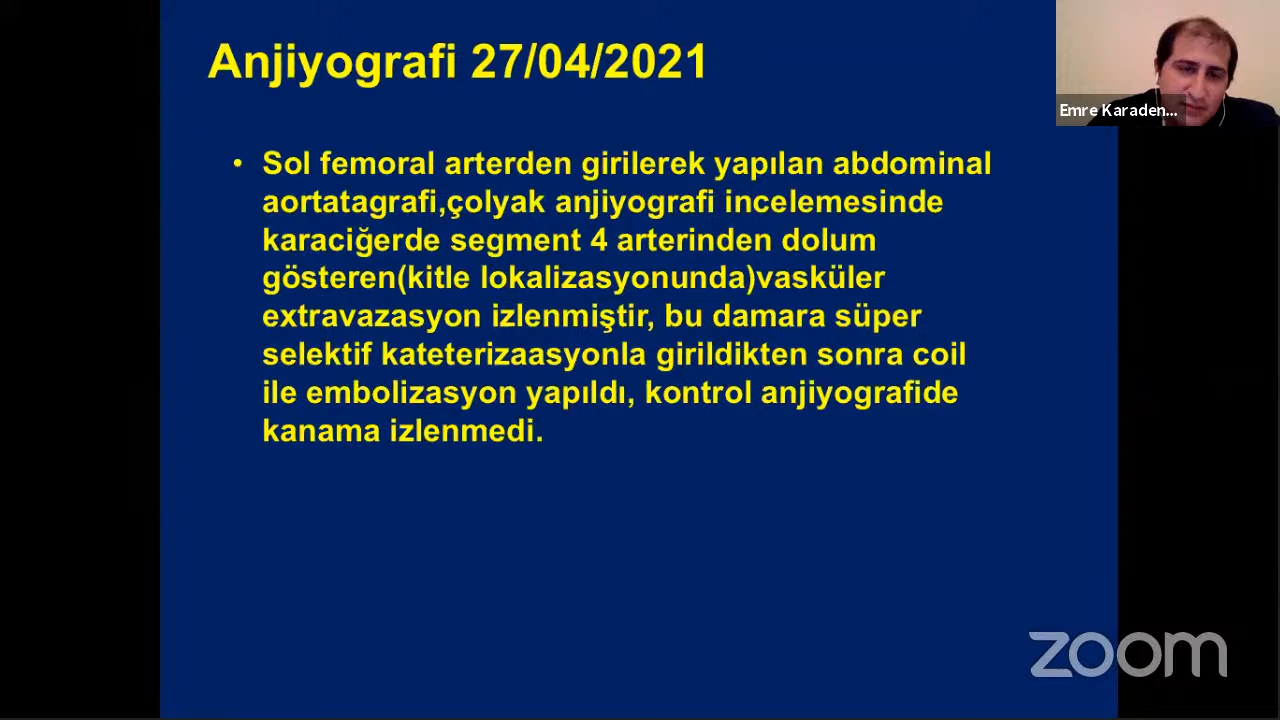 Anjiyografi 27/04/2021
• Sol femoral arterden girilerek yapılan abdominal
aortatagrafi,çolyak anjiyografi incelemesinde
karaciğerde segment 4 arterinden dolum
gösteren(kitle lokalizasyonunda)vasküler
extravazasyon izlenmiştir, bu damara süper
selektif kateterizaasyonla girildikten sonra coil
ile embolizasyon yapıldı, kontrol anjiyografide
kanama izlenmedi.
Emre Karaden...
zoom